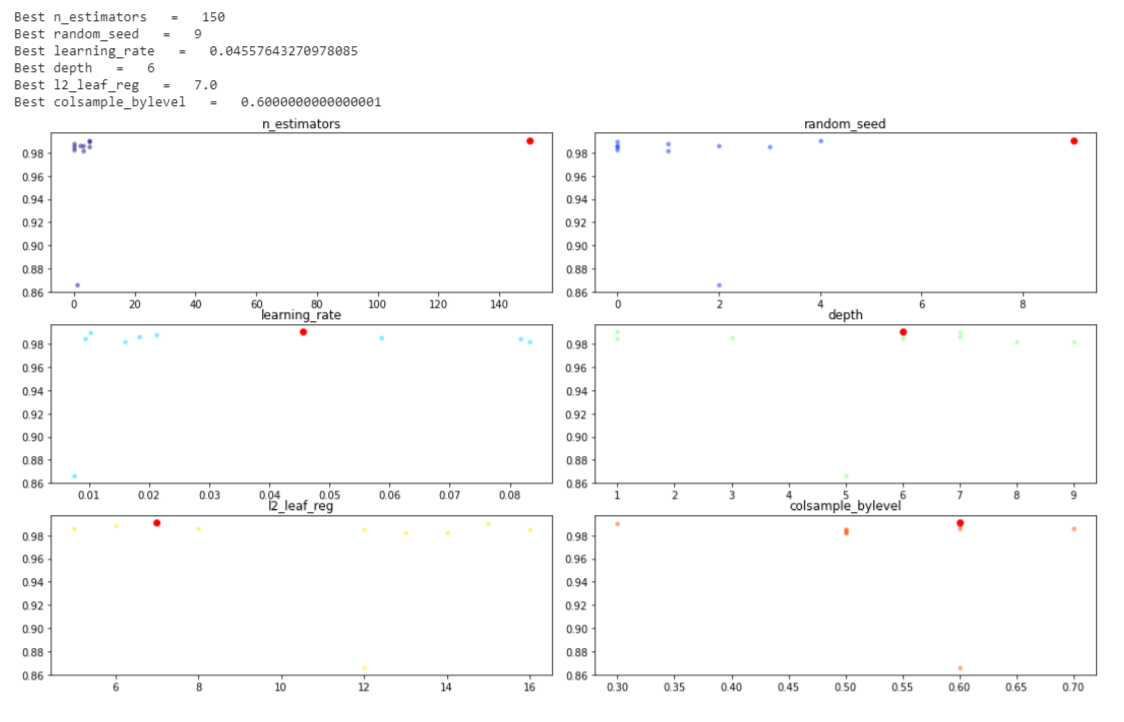 Best n_estimators = 150
Best random_seed = 9
Best learning_rate = 0.04557643270978085
Best depth = 6
Best l2_leaf_reg = 7.0
Best colsample_bylevel = 0.6000000000000001
n_estimators
0.98
0.96
0.94
0.92
0.90
0.88
0.86
0 20 40 60 80 100 120 140
random_seed
0.98
0.96
0.94
0.92
0.90
0.88
0.86
0 2 4 6 8
learning_rate
0.98
0.96
0.94
0.92
0.90
0.88
0.86
0.01 0.02 0.03 0.04 0.05 0.06 0.07 0.08
depth
0.98
0.96
0.94
0.92
0.90
0.88
0.86
1 2 3 4 5 6 7 8 9
l2_leaf_reg
0.98
0.96
0.94
0.92
0.90
0.88
0.86
6 8 10 12 14 16
colsample_bylevel
0.98
0.96
0.94
0.92
0.90
0.88
0.86
0.30 0.35 0.40 0.45 0.50 0.55 0.60 0.65 0.70